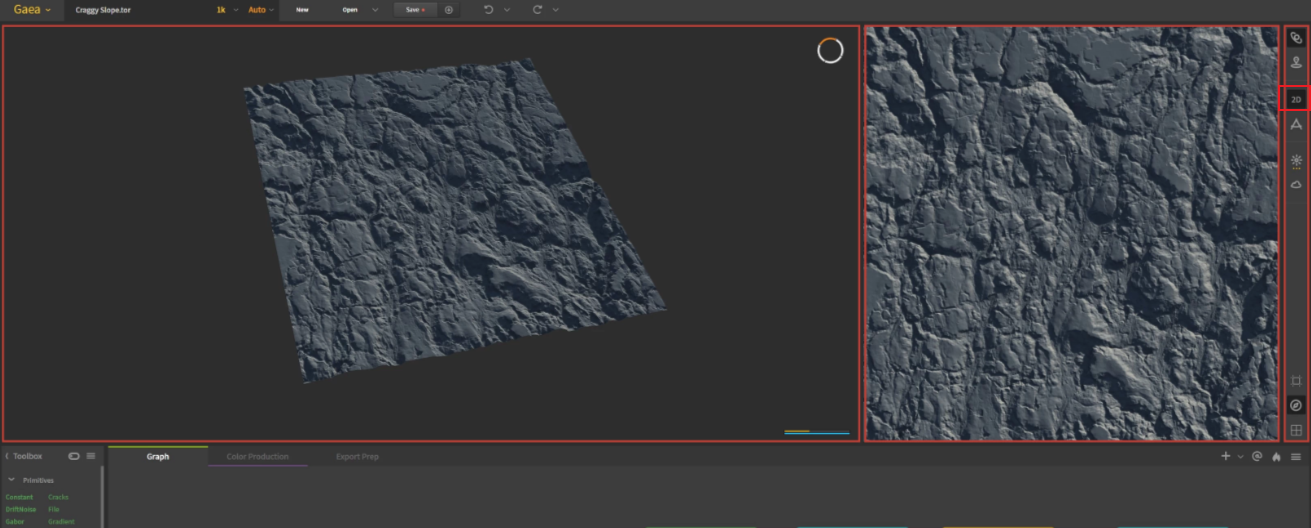 Gaea Craggy Slope.tor 1k Auto New Open Save
2D
Toolbox Graph Color Production Export Prep
Primitives
Constant Cracks
DriftNoise File
Gabor Gradient